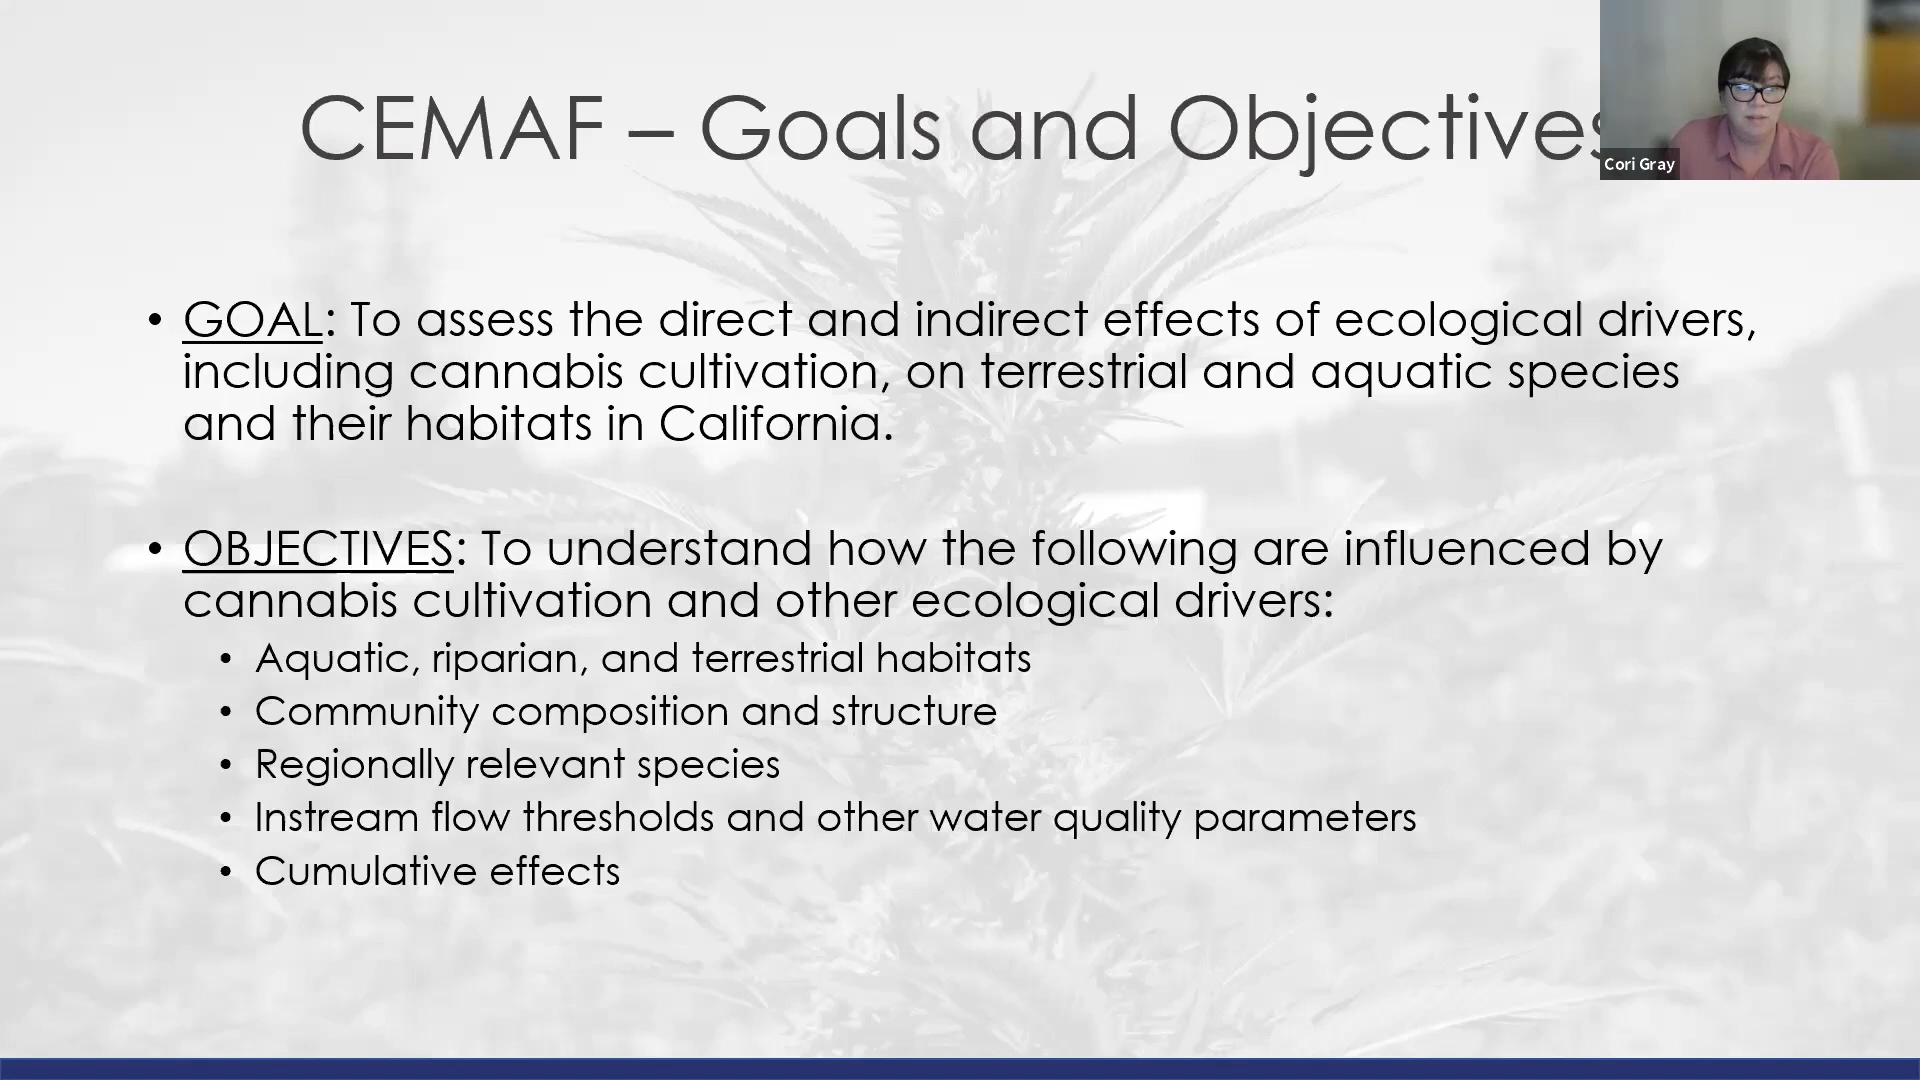 CEMAF – Goals and Objectives
Cori Gray
• GOAL: To assess the direct and indirect effects of ecological drivers,
including cannabis cultivation, on terrestrial and aquatic species
and their habitats in California.
• OBJECTIVES: To understand how the following are influenced by
cannabis cultivation and other ecological drivers:
• Aquatic, riparian, and terrestrial habitats
• Community composition and structure
• Regionally relevant species
• Instream flow thresholds and other water quality parameters
• Cumulative effects